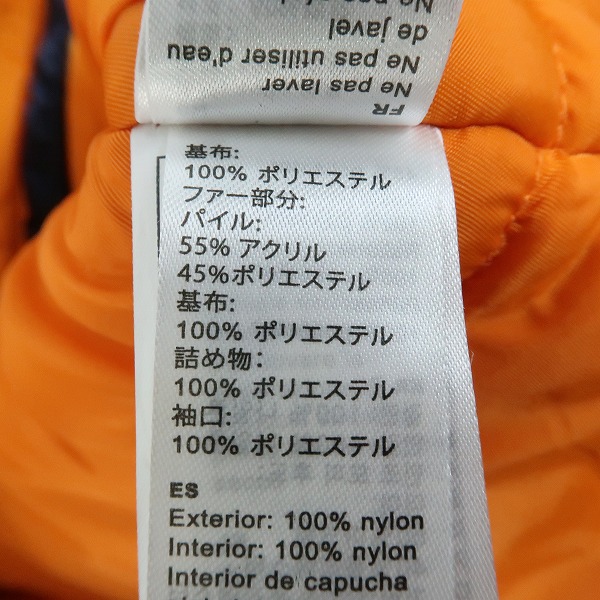 FR
Ne pas laver
Ne pas utiliser d'eau
de javel
基布:
100% ポリエステル
ファー部分:
パイル:
55% アクリル
45%ポリエステル
基布:
100% ポリエステル
詰め物:
100% ポリエステル
袖口:
100% ポリエステル
ES
Exterior: 100% nylon
Interior: 100% nylon
Interior de capucha